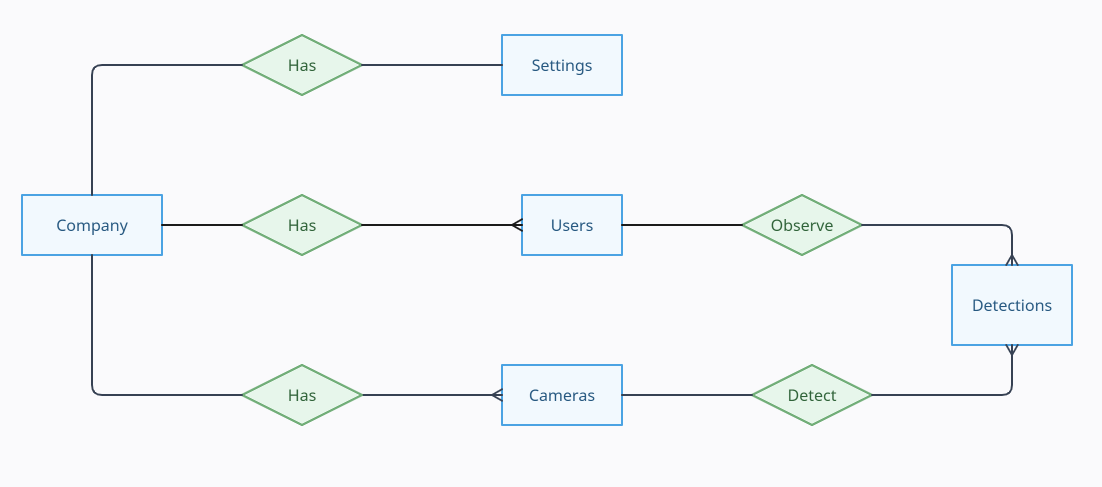 Has
Settings
Company
Has
Users
Observe
Detections
Has
Cameras
Detect